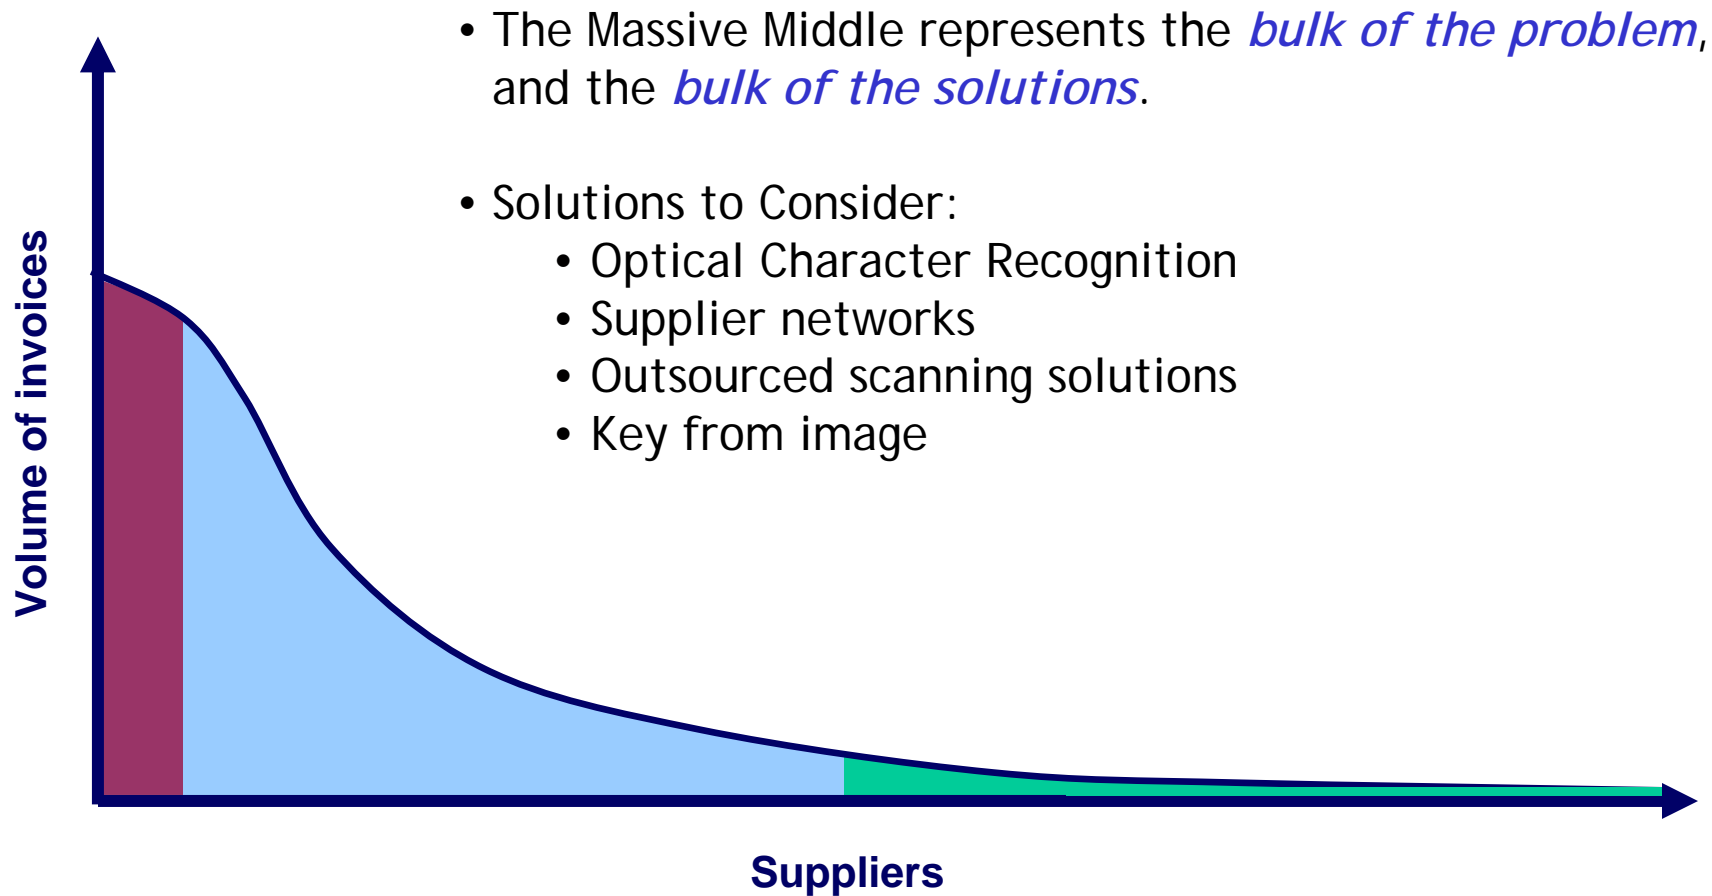 • The Massive Middle represents the bulk of the problem,
and the bulk of the solutions.
• Solutions to Consider:
• Optical Character Recognition
• Supplier networks
• Outsourced scanning solutions
• Key from image
Volume of invoices
Suppliers